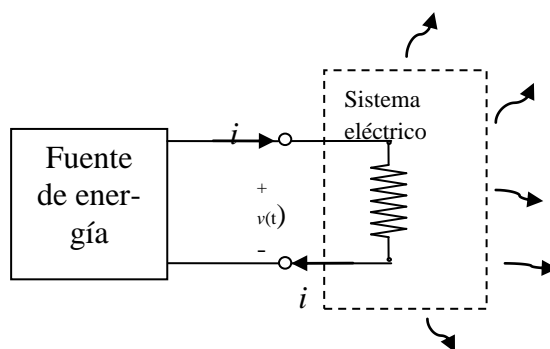 Sistema
eléctrico
i
Fuente
de ener-
gía
+
v(t)
-
i